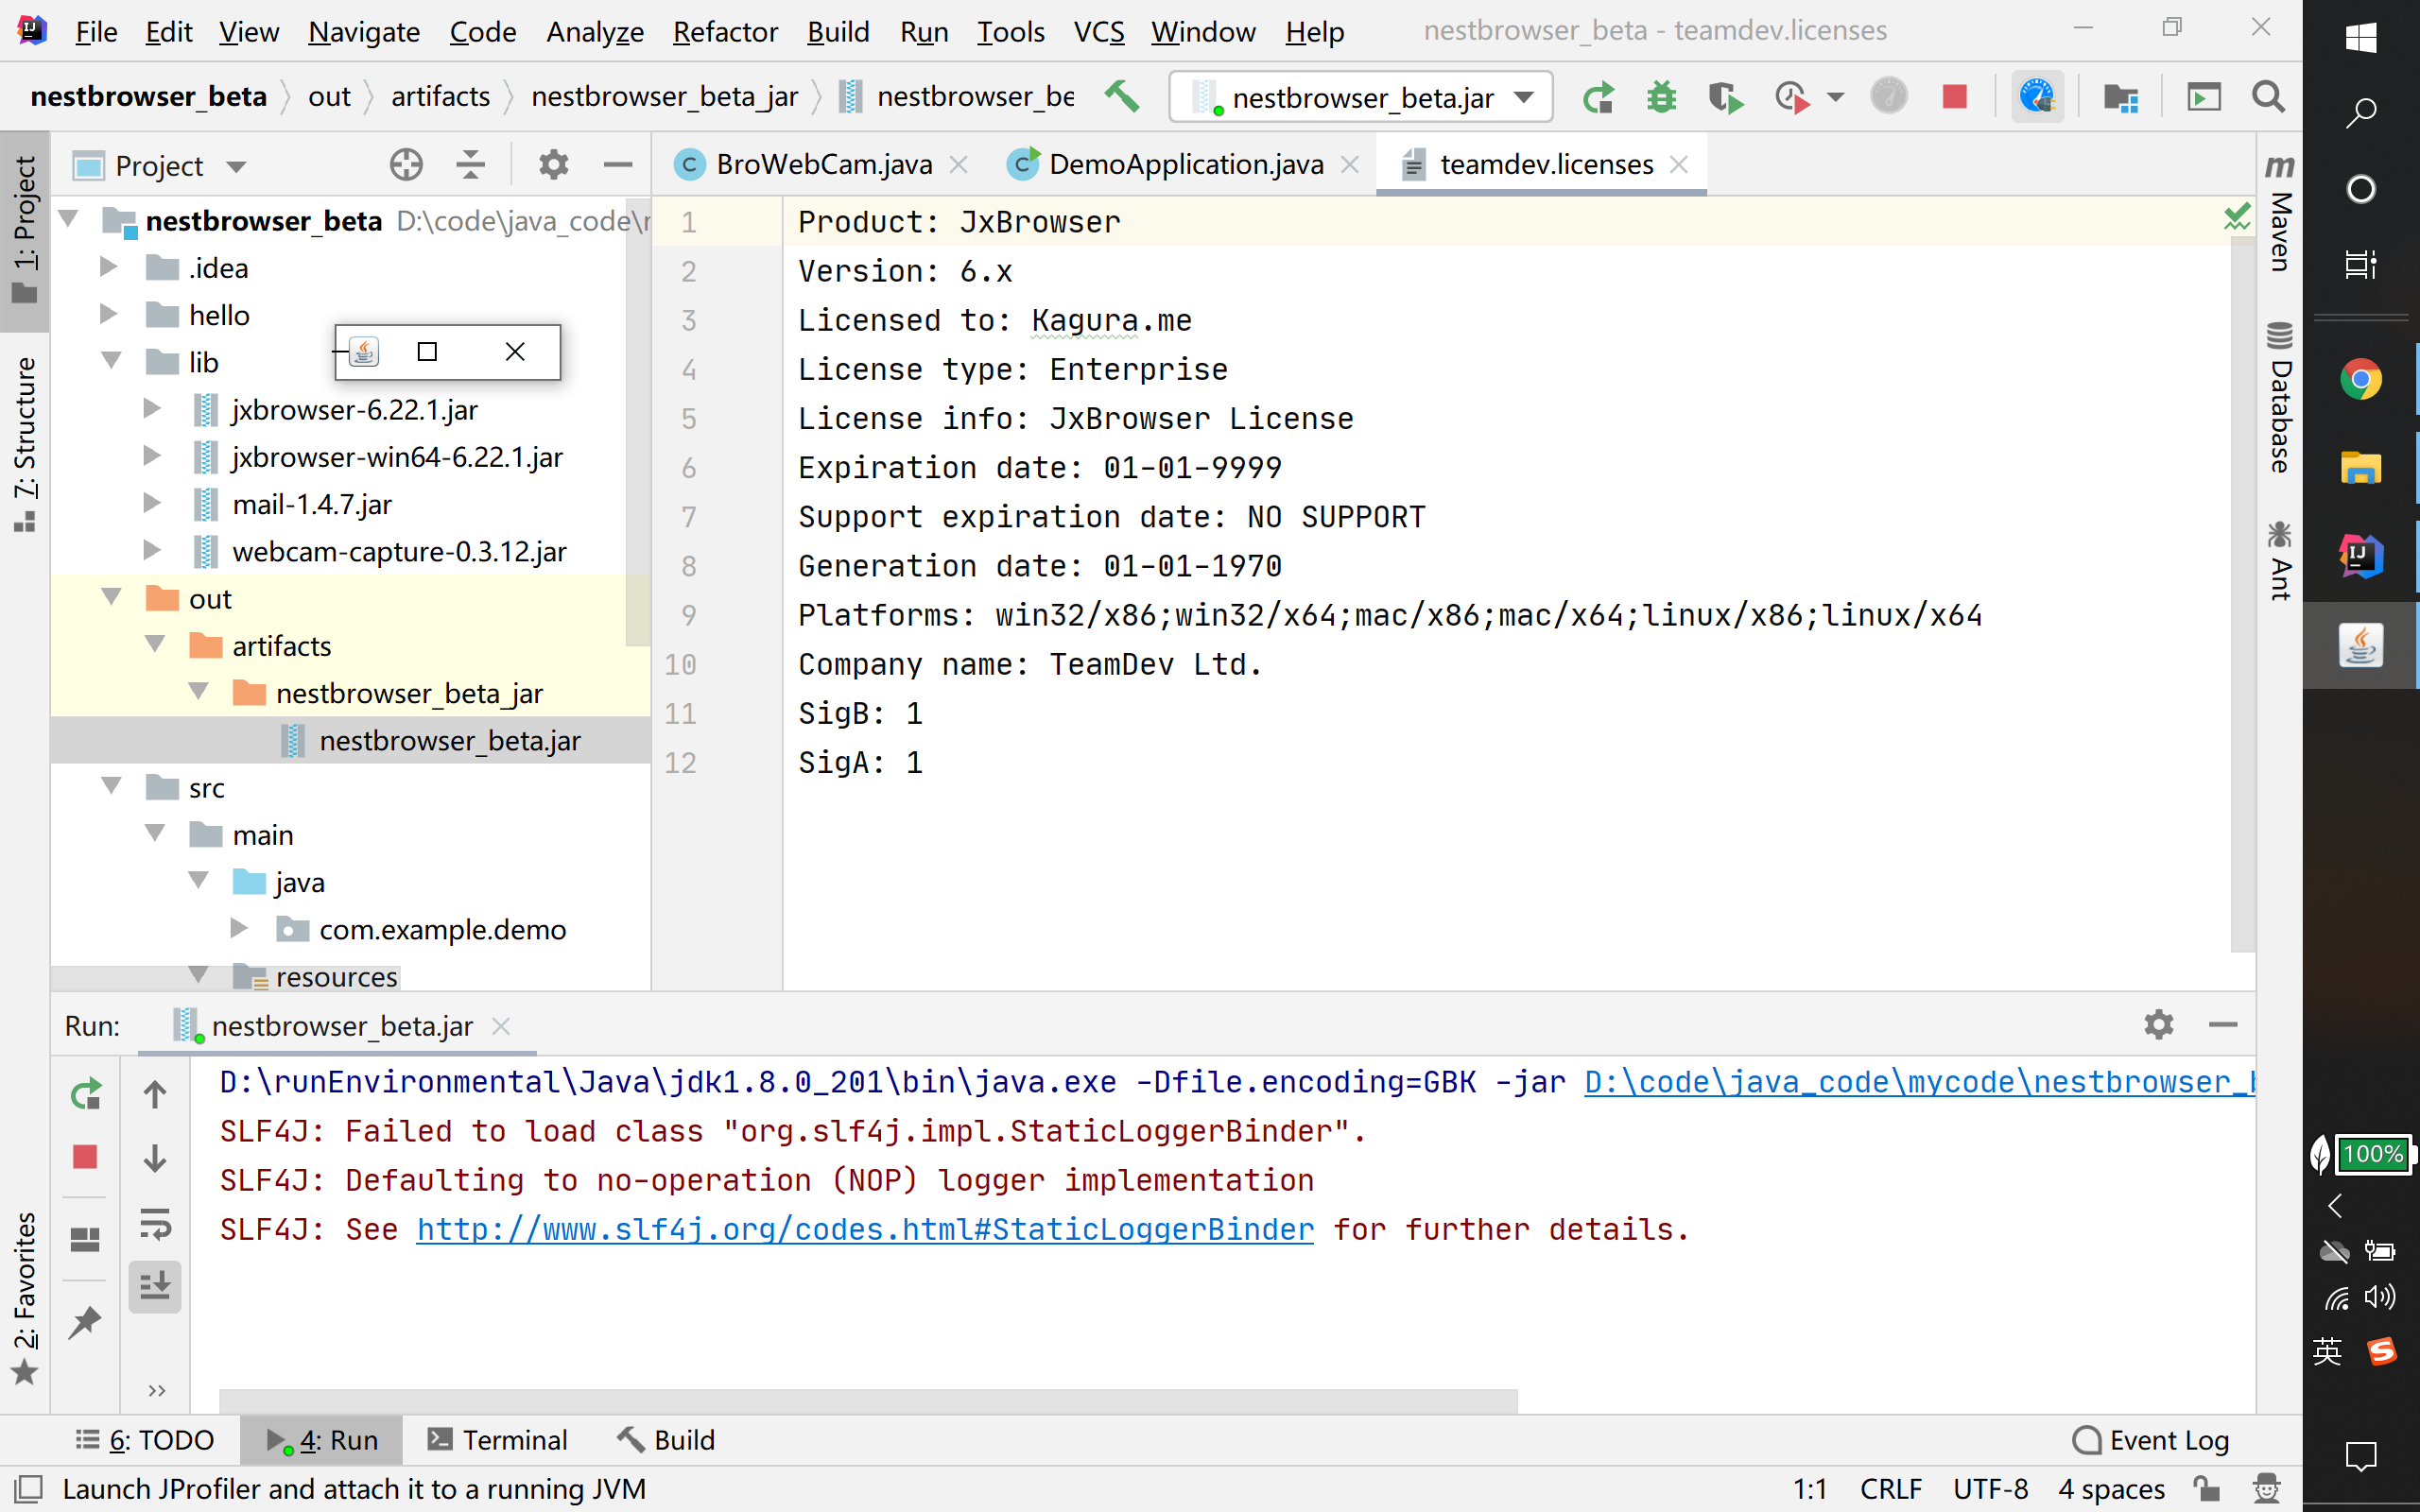 File Edit View Navigate Code Analyze Refactor Build Run Tools VCS Window Help nestbrowser_beta - teamdev.licenses
nestbrowser_beta out artifacts nestbrowser_beta_jar nestbrowser_be nestbrowser_beta.jar
Project
BroWebCam.java DemoApplication.java teamdev.licenses
1: Project
7: Structure
2: Favorites
nestbrowser_beta D:\code\java_code\
.idea
hello
lib
jxbrowser-6.22.1.jar
jxbrowser-win64-6.22.1.jar
mail-1.4.7.jar
webcam-capture-0.3.12.jar
out
artifacts
nestbrowser_beta_jar
nestbrowser_beta.jar
src
main
java
com.example.demo
resources
1 Product: JxBrowser
2 Version: 6.x
3 Licensed to: Kagura.me
4 License type: Enterprise
5 License info: JxBrowser License
6 Expiration date: 01-01-9999
7 Support expiration date: NO SUPPORT
8 Generation date: 01-01-1970
9 Platforms: win32/x86;win32/x64;mac/x86;mac/x64;linux/x86;linux/x64
10 Company name: TeamDev Ltd.
11 SigB: 1
12 SigA: 1
Maven
Database
Ant
Run: nestbrowser_beta.jar
D:\runEnvironmental\Java\jdk1.8.0_201\bin\java.exe -Dfile.encoding=GBK -jar D:\code\java_code\mycode\nestbrowser_b
SLF4J: Failed to load class "org.slf4j.impl.StaticLoggerBinder".
SLF4J: Defaulting to no-operation (NOP) logger implementation
SLF4J: See http://www.slf4j.org/codes.html#StaticLoggerBinder for further details.
6: TODO 4: Run Terminal Build Event Log
Launch JProfiler and attach it to a running JVM 1:1 CRLF UTF-8 4 spaces
100%
英